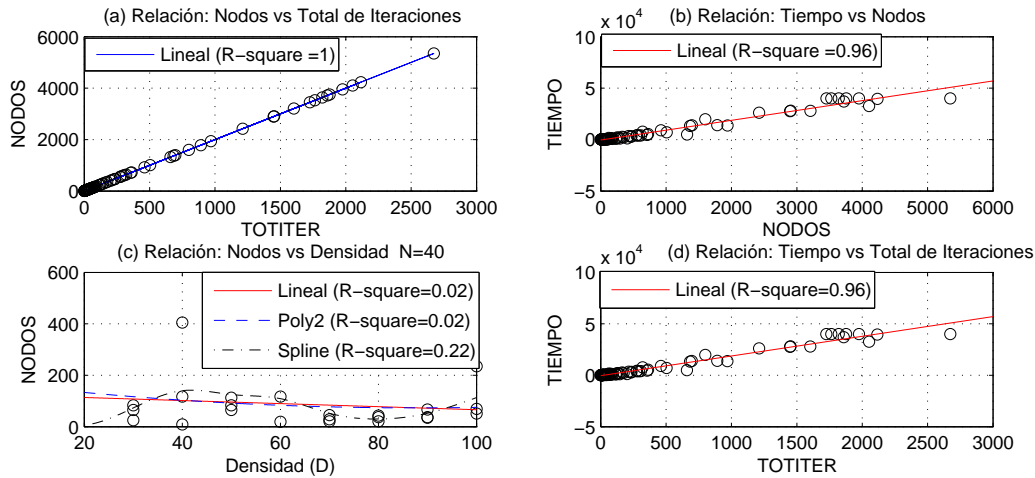 (a) Relación: Nodos vs Total de Iteraciones
6000
4000
2000
0
NODOS
Lineal (R−square =1)
0
500
1000
1500
2000
2500
3000
TOTITER
(b) Relación: Tiempo vs Nodos
x 10^4
10
5
0
−5
TIEMPO
Lineal (R−square =0.96)
0
1000
2000
3000
4000
5000
6000
NODOS
(c) Relación: Nodos vs Densidad N=40
600
400
200
0
NODOS
Lineal (R−square=0.02)
Poly2 (R−square=0.02)
Spline (R−square=0.22)
20
40
60
80
100
Densidad (D)
(d) Relación: Tiempo vs Total de Iteraciones
x 10^4
10
5
0
−5
TIEMPO
Lineal (R−square=0.96)
0
500
1000
1500
2000
2500
3000
TOTITER